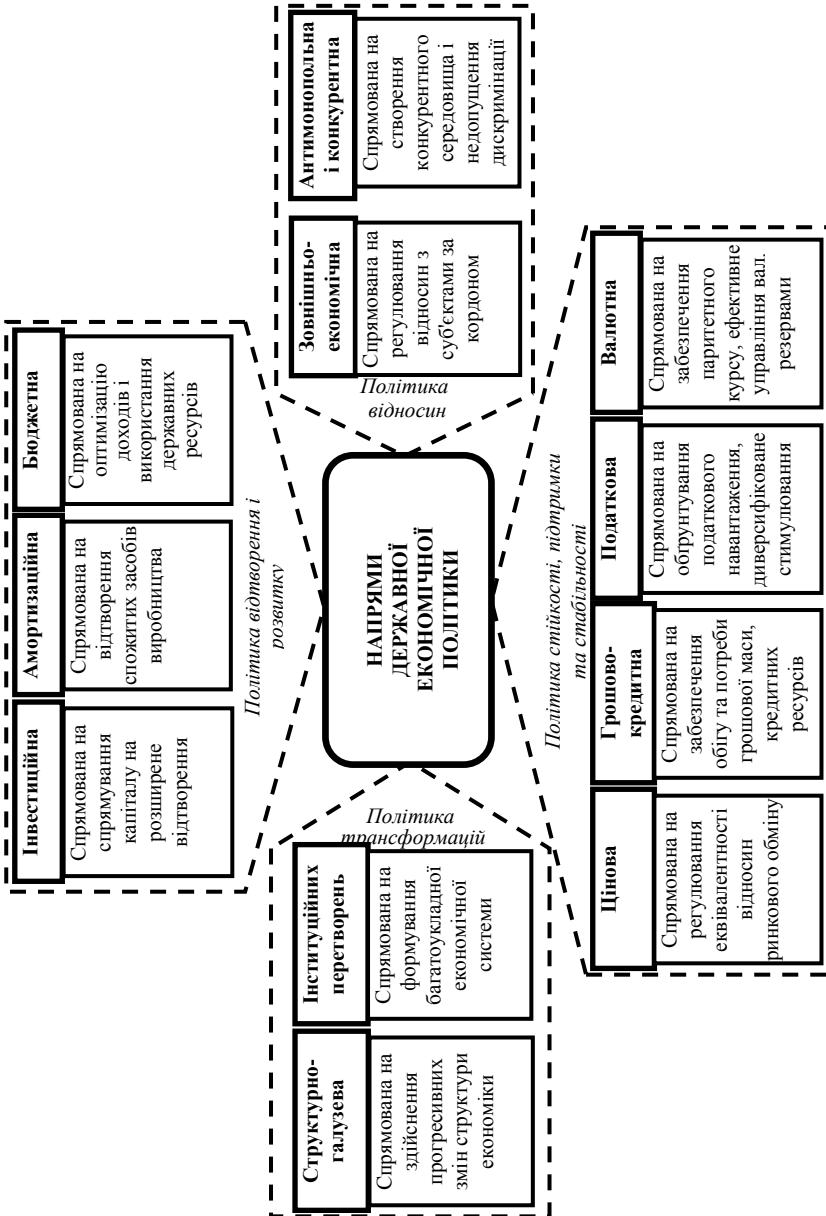 Інвестиційна
Спрямована на
спрямування
капіталу на
розширене
відтворення
Амортизаційна
Спрямована на
відтворення
спожитих засобів
виробництва
Бюджетна
Спрямована на
оптимізацію
доходів і
використання
державних
ресурсів
Політика відтворення і
розвитку
Структурно-
галузева
Спрямована на
здійснення
прогресивних
змін структури
економіки
Інституційних
перетворень
Спрямована на
формування
багатоукладної
економічної
системи
Політика
трансформацій
НАПРЯМИ
ДЕРЖАВНОЇ
ЕКОНОМІЧНОЇ
ПОЛІТИКИ
Політика
відносин
Зовнішньо-
економічна
Спрямована на
регулювання
відносин з
суб'єктами за
кордоном
Антимонопольна
і конкурентна
Спрямована на
створення
конкурентного
середовища і
недопущення
дискримінації
Політика стійкості, підтримки
та стабільності
Цінова
Спрямована на
регулювання
еквівалентності
відносин
ринкового обміну
Грошово-
кредитна
Спрямована на
забезпечення
обігу та потреби
грошової маси,
кредитних
ресурсів
Податкова
Спрямована на
обґрунтування
податкового
навантаження,
диверсифіковане
стимулювання
Валютна
Спрямована на
забезпечення
паритетного
курсу, ефективне
управління вал.
резервами